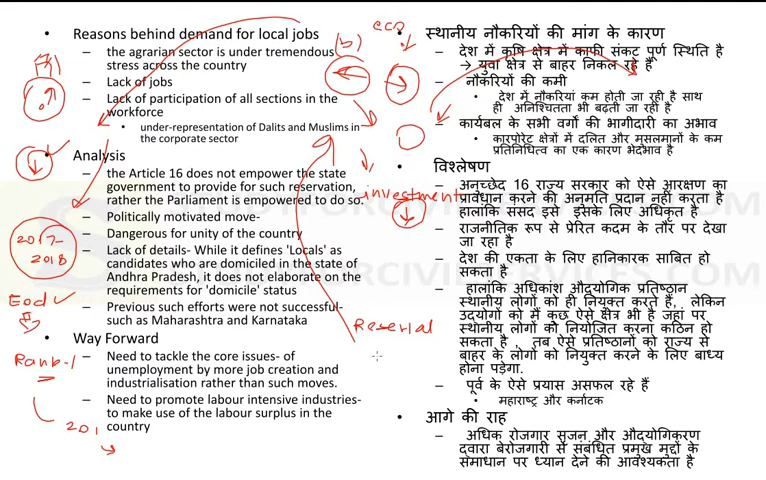 Reasons behind demand for local jobs
the agrarian sector is under tremendous
stress across the country
Lack of jobs
Lack of participation of all sections in the
workforce
under-representation of Dalits and Muslims in
the corporate sector
Analysis
the Article 16 does not empower the state
government to provide for such reservation,
rather the Parliament is empowered to do so.
Politically motivated move-
Dangerous for unity of the country
Lack of details- While it defines 'Locals' as
candidates who are domiciled in the state of
Andhra Pradesh, it does not elaborate on the
requirements for 'domicile' status
Previous such efforts were not successful-
such as Maharashtra and Karnataka
Way Forward
Need to tackle the core issues- of
unemployment by more job creation and
industrialisation rather than such moves.
Need to promote labour intensive industries-
to make use of the labour surplus in the
country
2017-
2018
EoD
Rank-1
201
eco
(b)
investment
स्थानीय नौकरियों की मांग के कारण
देश में कृषि क्षेत्र में काफी संकट पूर्ण स्थिति है
→ युवा क्षेत्र से बाहर निकल रहे हैं
नौकरियों की कमी
देश में नौकरियां कम होती जा रही है साथ
ही अनिश्चितता भी बढ़ती जा रही है
कार्यबल के सभी वर्गों की भागीदारी का अभाव
कारपोरेट क्षेत्रों में दलित और मुसलमानों के कम
प्रतिनिधित्व का एक कारण भेदभाव है
विश्लेषण
अनुच्छेद 16 राज्य सरकार को ऐसे आरक्षण का
प्रावधान करने की अनुमति प्रदान नहीं करता है
हालांकि संसद इसे इसके लिए अधिकृत है
राजनीतिक रूप से प्रेरित कदम के तौर पर देखा
जा रहा है
देश की एकता के लिए हानिकारक साबित हो
सकता है
हालांकि अधिकांश औद्योगिक प्रतिष्ठान
स्थानीय लोगों को ही नियुक्त करते हैं, लेकिन
उद्योगों को मैं कुछ ऐसे क्षेत्र भी है जहां पर
स्थानीय लोगों को नियोजित करना कठिन हो
सकता है , तब ऐसे प्रतिष्ठानों को राज्य से
बाहर के लोगों को नियुक्त करने के लिए बाध्य
होना पड़ेगा.
पूर्व के ऐसे प्रयास असफल रहे हैं
महाराष्ट्र और कर्नाटक
आगे की राह
अधिक रोजगार सृजन और औद्योगिकरण
द्वारा बेरोजगारी से संबंधित प्रमुख मुद्दों के
समाधान पर ध्यान देने की आवश्यकता है